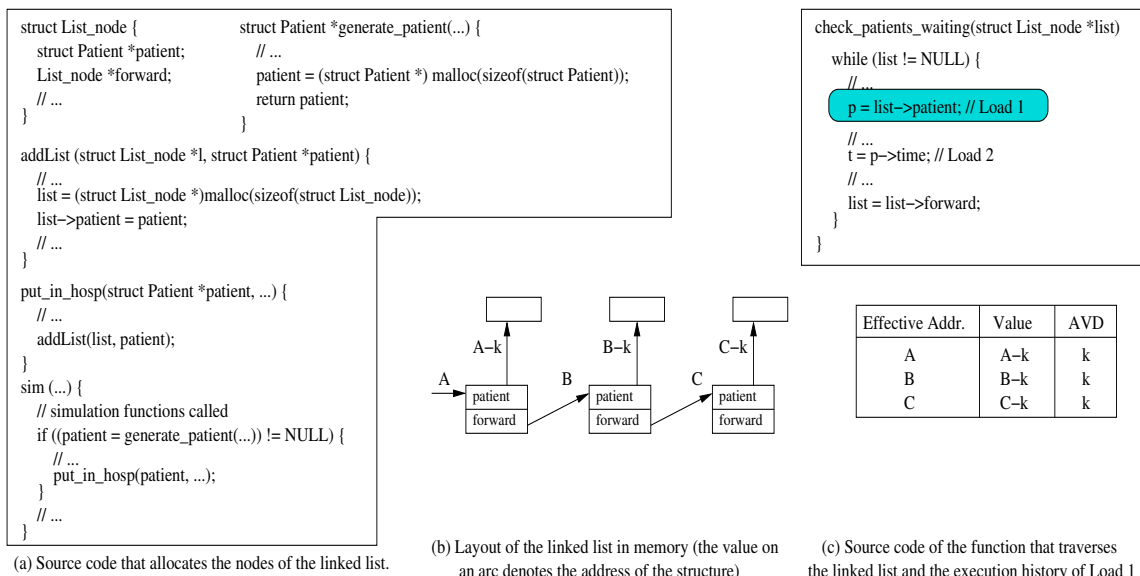 struct List_node {
struct Patient *patient;
List_node *forward;
// ...
}
struct Patient *generate_patient(...) {
// ...
patient = (struct Patient *) malloc(sizeof(struct Patient));
return patient;
}
addList (struct List_node *l, struct Patient *patient) {
// ...
list = (struct List_node *)malloc(sizeof(struct List_node));
list−>patient = patient;
// ...
}
put_in_hosp(struct Patient *patient, ...) {
// ...
addList(list, patient);
}
sim (...) {
// simulation functions called
if ((patient = generate_patient(...)) != NULL) {
// ...
put_in_hosp(patient, ...);
}
// ...
}
(a) Source code that allocates the nodes of the linked list.
A−k B−k C−k
A B C
patient patient patient
forward forward forward
(b) Layout of the linked list in memory (the value on
an arc denotes the address of the structure)
check_patients_waiting(struct List_node *list)
while (list != NULL) {
// ...
p = list−>patient; // Load 1
// ...
t = p−>time; // Load 2
// ...
list = list−>forward;
}
}
Effective Addr. Value AVD
A A−k k
B B−k k
C C−k k
(c) Source code of the function that traverses
the linked list and the execution history of Load 1